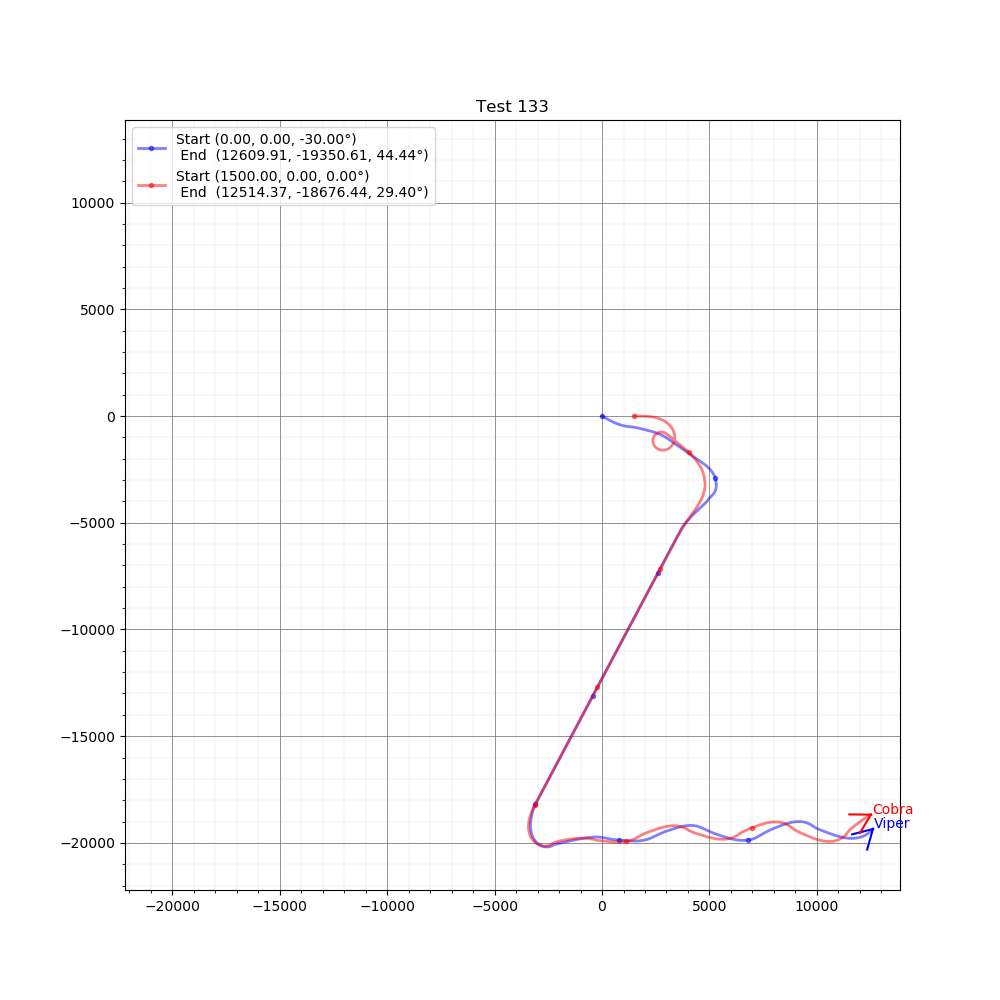 Test 133
Start (0.00, 0.00, -30.00°)
End  (12609.91, -19350.61, 44.44°)
Start (1500.00, 0.00, 0.00°)
End  (12514.37, -18676.44, 29.40°)
10000
5000
0
−5000
−10000
−15000
−20000
Cobra
Viper
−20000 −15000 −10000 −5000 0 5000 10000